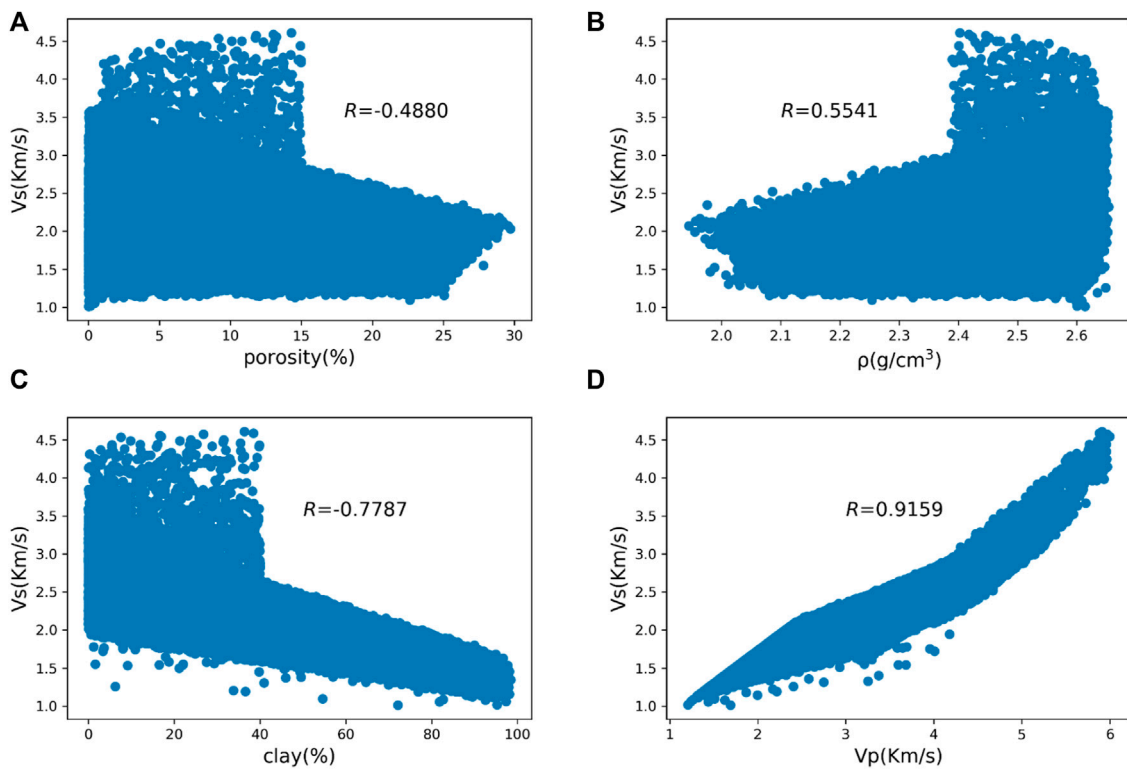 A
4.5
4.0
3.5
3.0
2.5
2.0
1.5
1.0
Vs(Km/s)
R=-0.4880
0 5 10 15 20 25 30
porosity(%)
B
4.5
4.0
3.5
3.0
2.5
2.0
1.5
1.0
Vs(Km/s)
R=0.5541
2.0 2.1 2.2 2.3 2.4 2.5 2.6
ρ(g/cm³)
C
4.5
4.0
3.5
3.0
2.5
2.0
1.5
1.0
Vs(Km/s)
R=-0.7787
0 20 40 60 80 100
clay(%)
D
4.5
4.0
3.5
3.0
2.5
2.0
1.5
1.0
Vs(Km/s)
R=0.9159
1 2 3 4 5 6
Vp(Km/s)